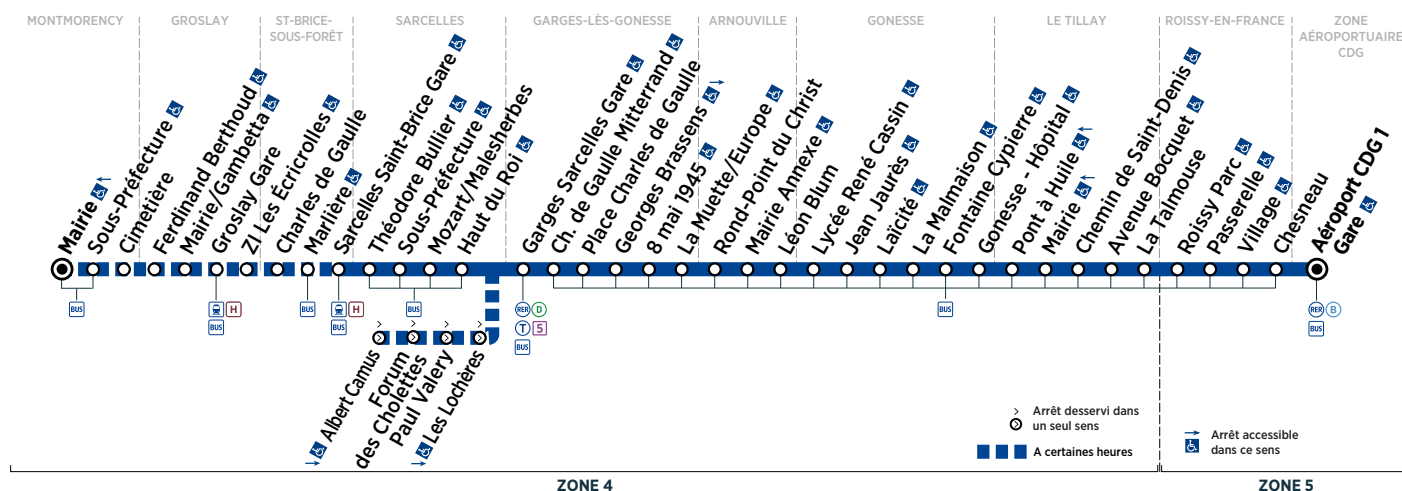 MONTMORENCY
GROSLAY
ST-BRICE-
SOUS-FORÊT
SARCELLES
GARGES-LÈS-GONESSE
ARNOUVILLE
GONESSE
LE TILLAY
ROISSY-EN-FRANCE
ZONE
AÉROPORTUAIRE
CDG
Mairie
Sous-Préfecture
Cimetière
Ferdinand Berthoud
Mairie/Gambetta
Groslay Gare
ZI Les Écricrolles
Charles de Gaulle
Marlière
Sarcelles Saint-Brice Gare
Théodore Bullier
Sous-Préfecture
Mozart/Malesherbes
Haut du Roi
Garges Sarcelles Gare
Ch. de Gaulle Mitterrand
Place Charles de Gaulle
Georges Brassens
8 mai 1945
La Muette/Europe
Rond-Point du Christ
Mairie Annexe
Léon Blum
Lycée René Cassin
Jean Jaurès
Laïcité
La Malmaison
Fontaine Cypierre
Gonesse - Hôpital
Pont à Huile
Mairie
Chemin de Saint-Denis
Avenue Bocquet
La Talmouse
Roissy Parc
Passerelle
Village
Chesneau
Aéroport CDG 1
Gare
BUS
H
BUS
BUS
H
BUS
BUS
RER D
T 5
BUS
BUS
RER B
BUS
Albert Camus
Forum
des Cholettes
Paul Valery
Les Lochères
Arrêt desservi dans
un seul sens
A certaines heures
Arrêt accessible
dans ce sens
ZONE 4
ZONE 5